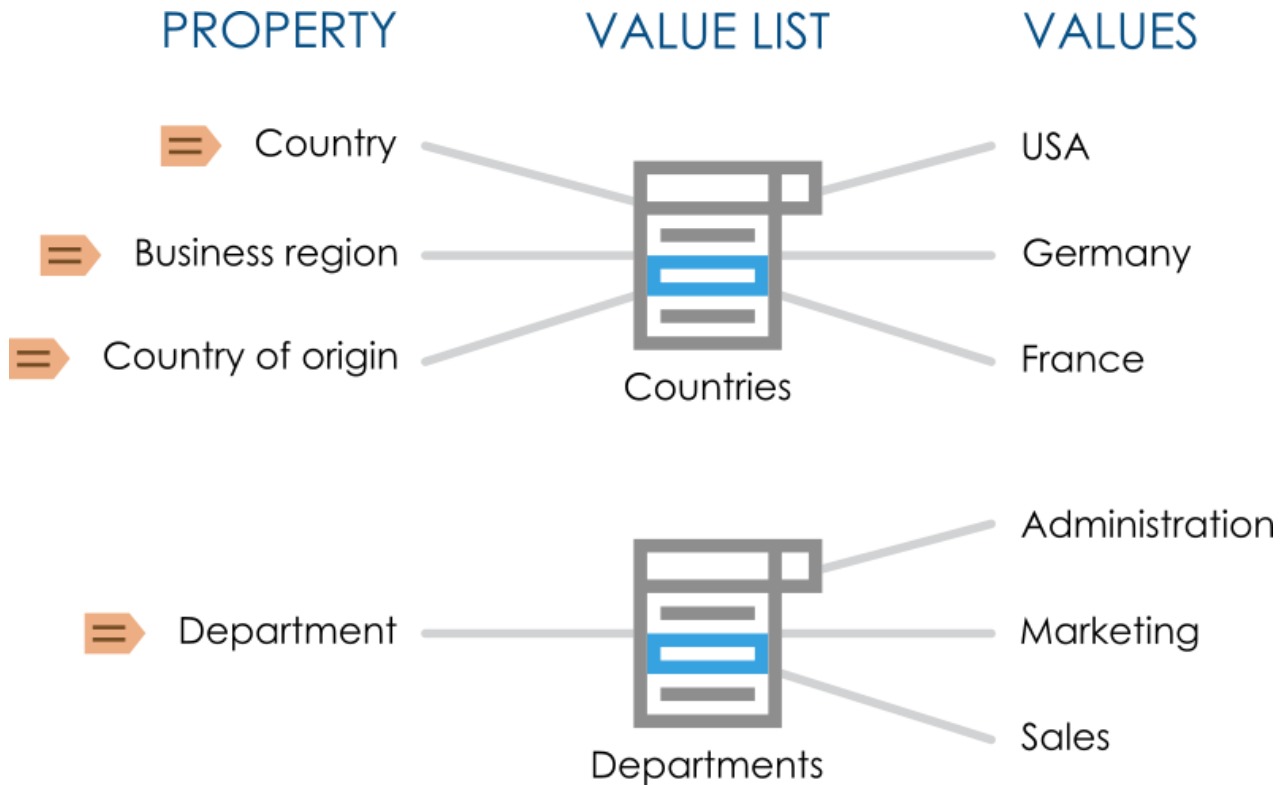 PROPERTY VALUE LIST VALUES
Country
Business region
Country of origin
Countries
USA
Germany
France
Department
Departments
Administration
Marketing
Sales